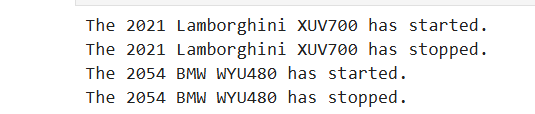 The 2021 Lamborghini XUV700 has started.
The 2021 Lamborghini XUV700 has stopped.
The 2054 BMW WYU480 has started.
The 2054 BMW WYU480 has stopped.